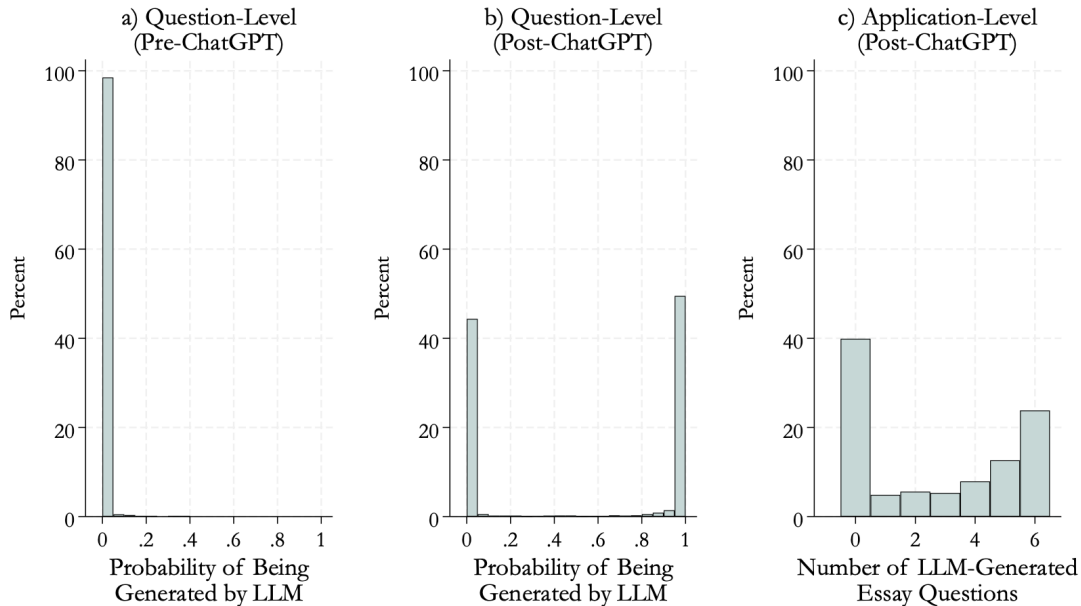 a) Question-Level
(Pre-ChatGPT)
100
80
60
40
20
0
Percent
0 .2 .4 .6 .8 1
Probability of Being
Generated by LLM
b) Question-Level
(Post-ChatGPT)
100
80
60
40
20
0
Percent
0 .2 .4 .6 .8 1
Probability of Being
Generated by LLM
c) Application-Level
(Post-ChatGPT)
100
80
60
40
20
0
Percent
0 2 4 6
Number of LLM-Generated
Essay Questions